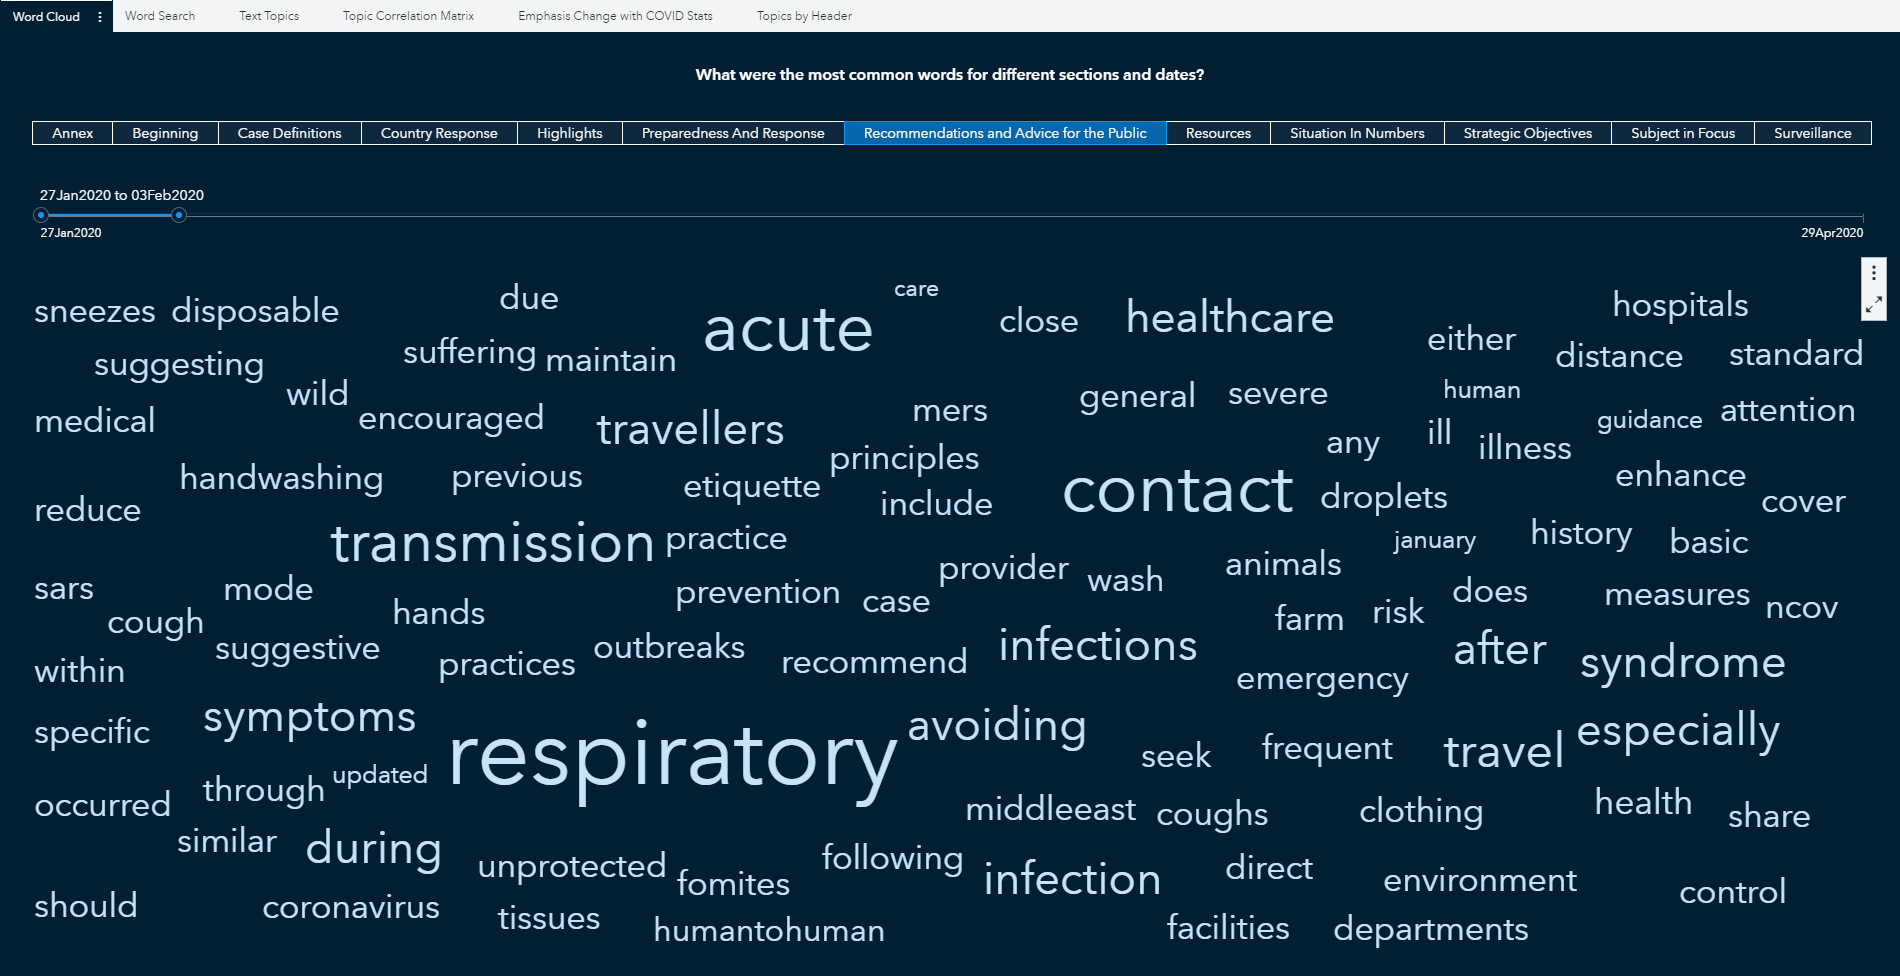 Word Cloud Word Search Text Topics Topic Correlation Matrix Emphasis Change with COVID Stats Topics by Header
What were the most common words for different sections and dates?
Annex Beginning Case Definitions Country Response Highlights Preparedness And Response Recommendations and Advice for the Public Resources Situation In Numbers Strategic Objectives Subject in Focus Surveillance
27Jan2020 to 03Feb2020
27Jan2020 29Apr2020
care
sneezes disposable due acute close healthcare hospitals
suggesting suffering maintain either distance standard
wild mers general severe human
medical encouraged travellers any ill guidance attention
handwashing previous etiquette principles illness enhance
reduce include contact droplets cover
transmission practice january history basic
sars mode prevention provider wash animals does measures
cough hands case farm risk ncov
within suggestive practices outbreaks recommend infections after syndrome
emergency
specific symptoms respiratory avoiding seek frequent travel especially
occurred through updated middleeast coughs clothing health share
similar during unprotected following direct
fomites infection environment control
should coronavirus tissues humantohuman facilities departments